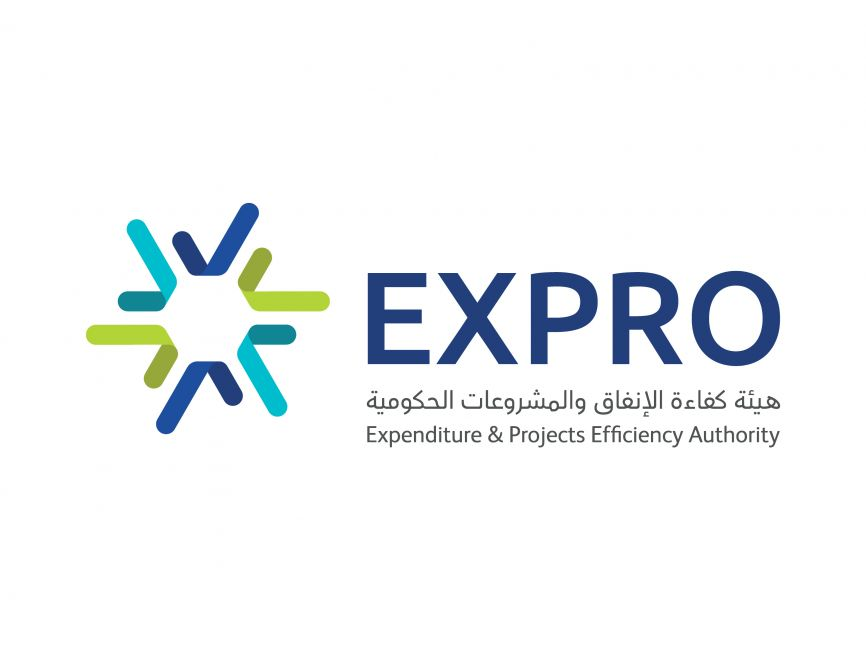 EXPRO
هيئة كفاءة الإنفاق والمشروعات الحكومية
Expenditure & Projects Efficiency Authority